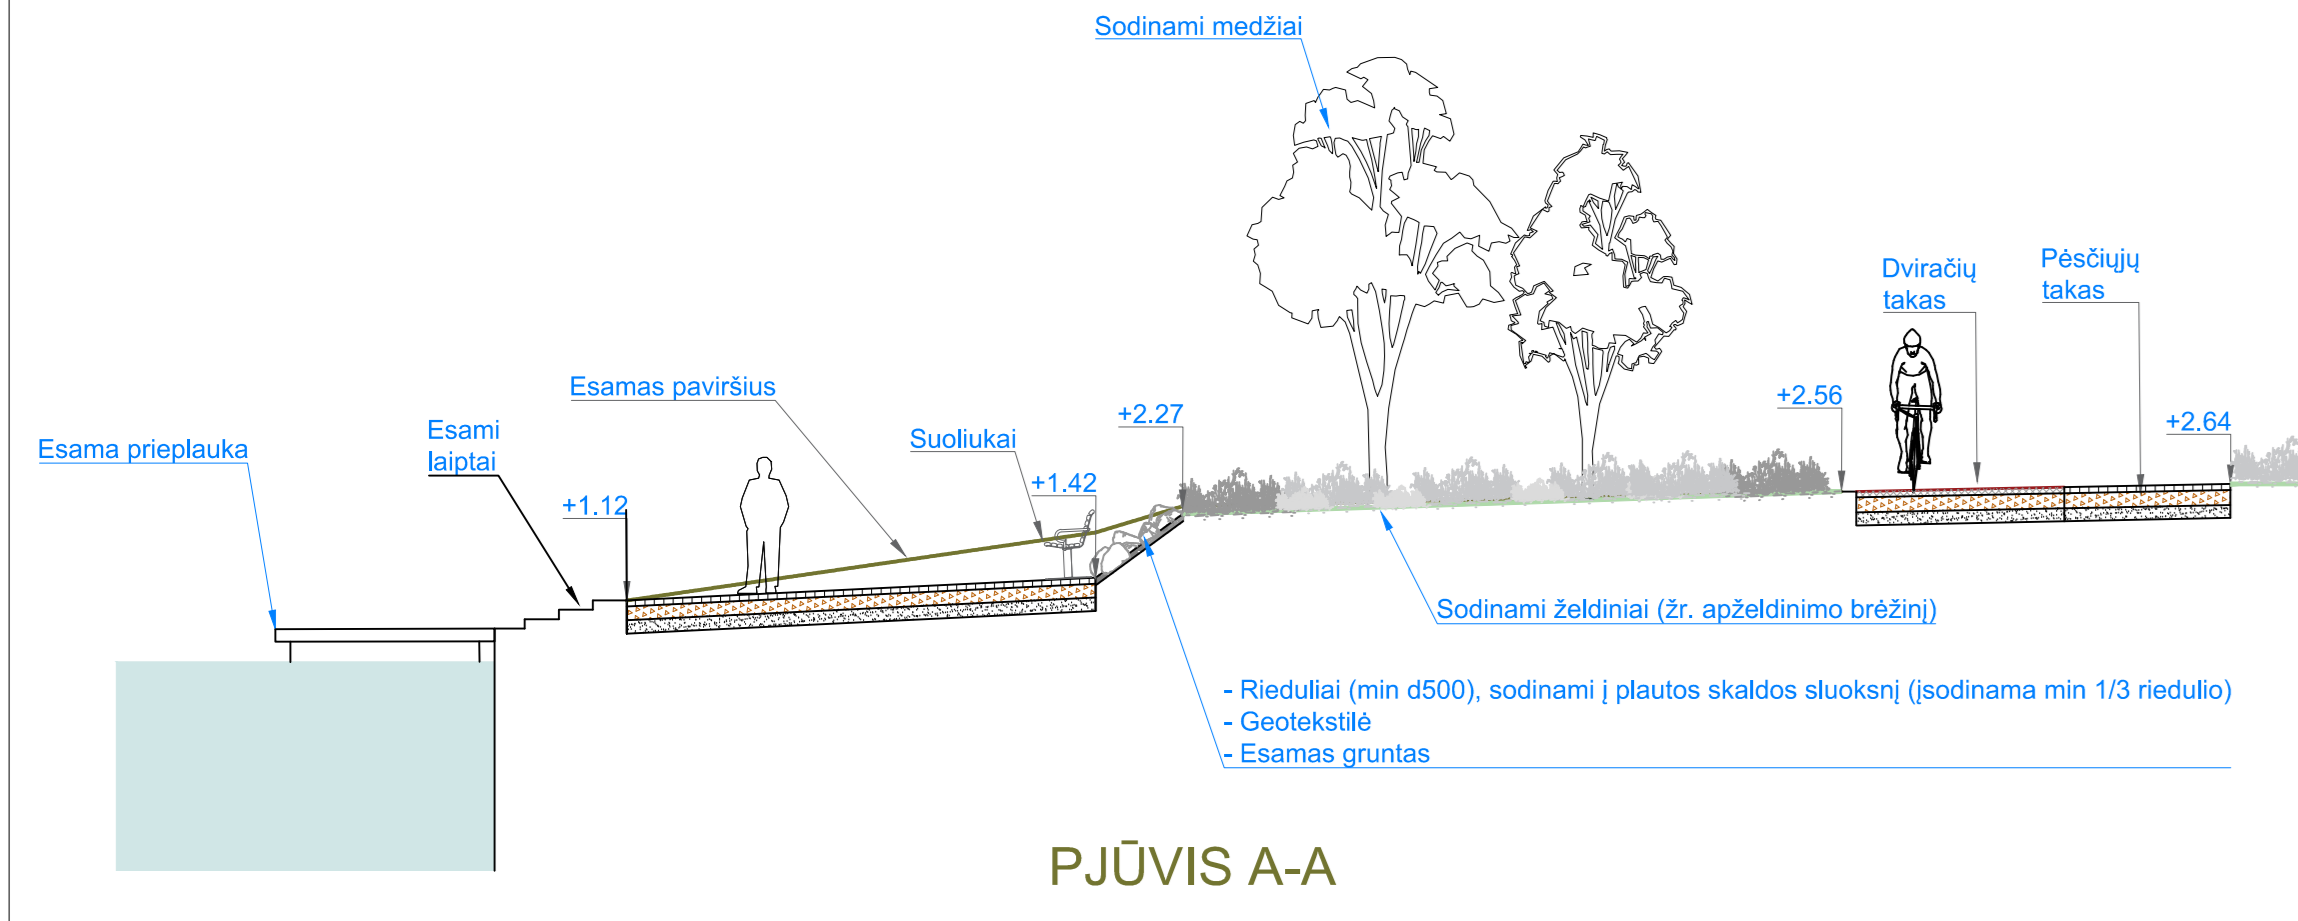 Sodinami medžiai
Dviračių
takas
Pėsčiųjų
takas
Esamas paviršius
+2.56
+2.27
+2.64
Esama prieplauka
Esami
laiptai
Suoliukai
+1.42
+1.12
Sodinami želdiniai (žr. apželdinimo brėžinį)
- Rieduliai (min d500), sodinami į plautos skaldos sluoksnį (įsodinama min 1/3 riedulio)
- Geotekstilė
- Esamas gruntas
PJŪVIS A-A